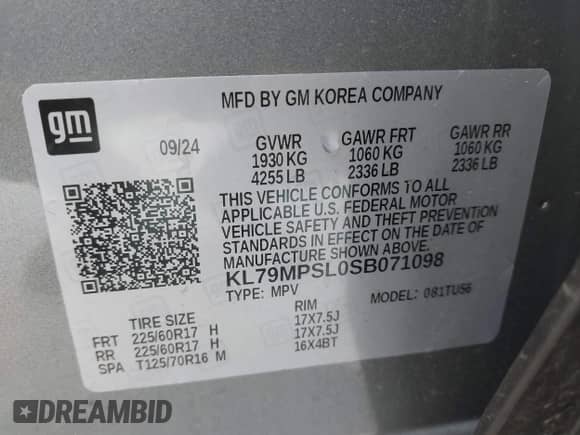 gm
MFD BY GM KOREA COMPANY
09/24 GVWR GAWR FRT GAWR RR
1930 KG 1060 KG 1060 KG
4255 LB 2336 LB 2336 LB
THIS VEHICLE CONFORMS TO ALL
APPLICABLE U.S. FEDERAL MOTOR
VEHICLE SAFETY AND THEFT PREVENTION
STANDARDS IN EFFECT ON THE DATE OF
MANUFACTURE SHOWN ABOVE.
KL79MPSL0SB071098
TYPE: MPV MODEL: 081TU56
TIRE SIZE RIM
FRT 225/60R17 H 17X7.5J
RR 225/60R17 H 17X7.5J
SPA T125/70R16 M 16X4BT
DREAMBID